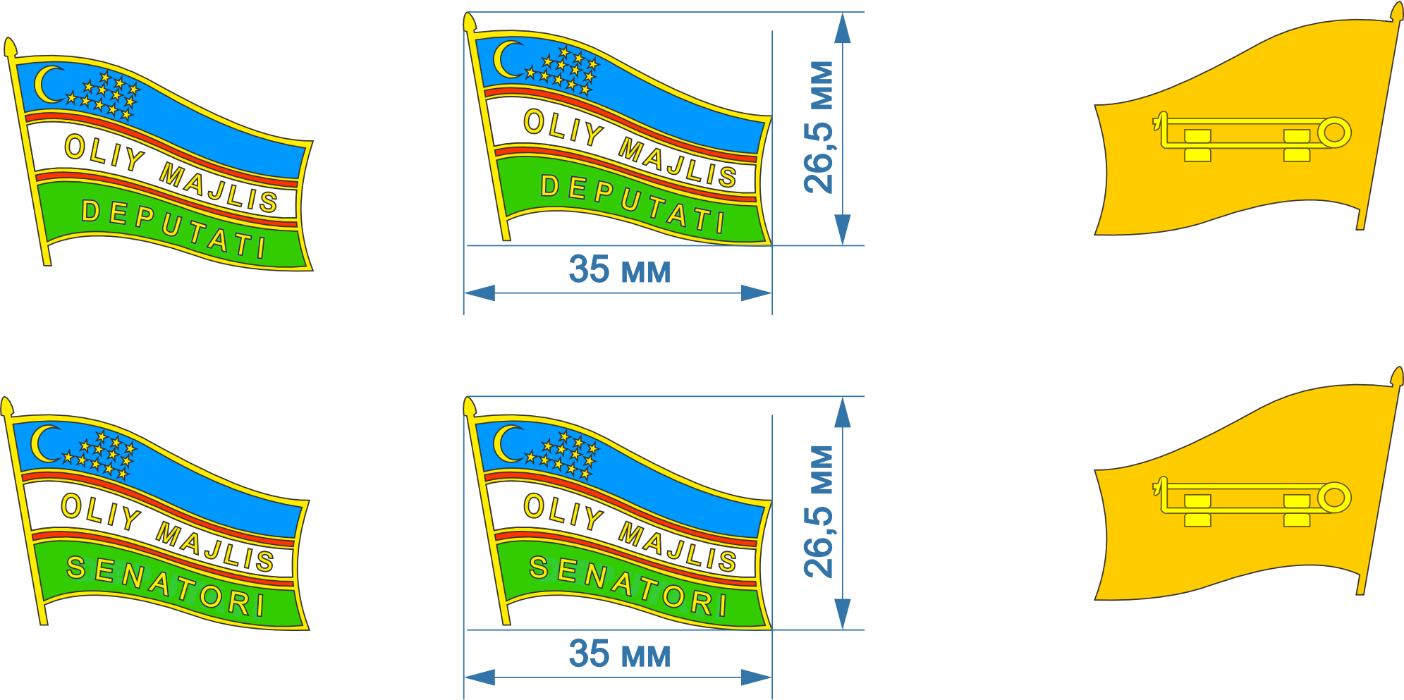 OLIY MAJLIS
DEPUTATI
OLIY MAJLIS
DEPUTATI
26,5 мм
35 мм
OLIY MAJLIS
SENATORI
OLIY MAJLIS
SENATORI
26,5 мм
35 мм